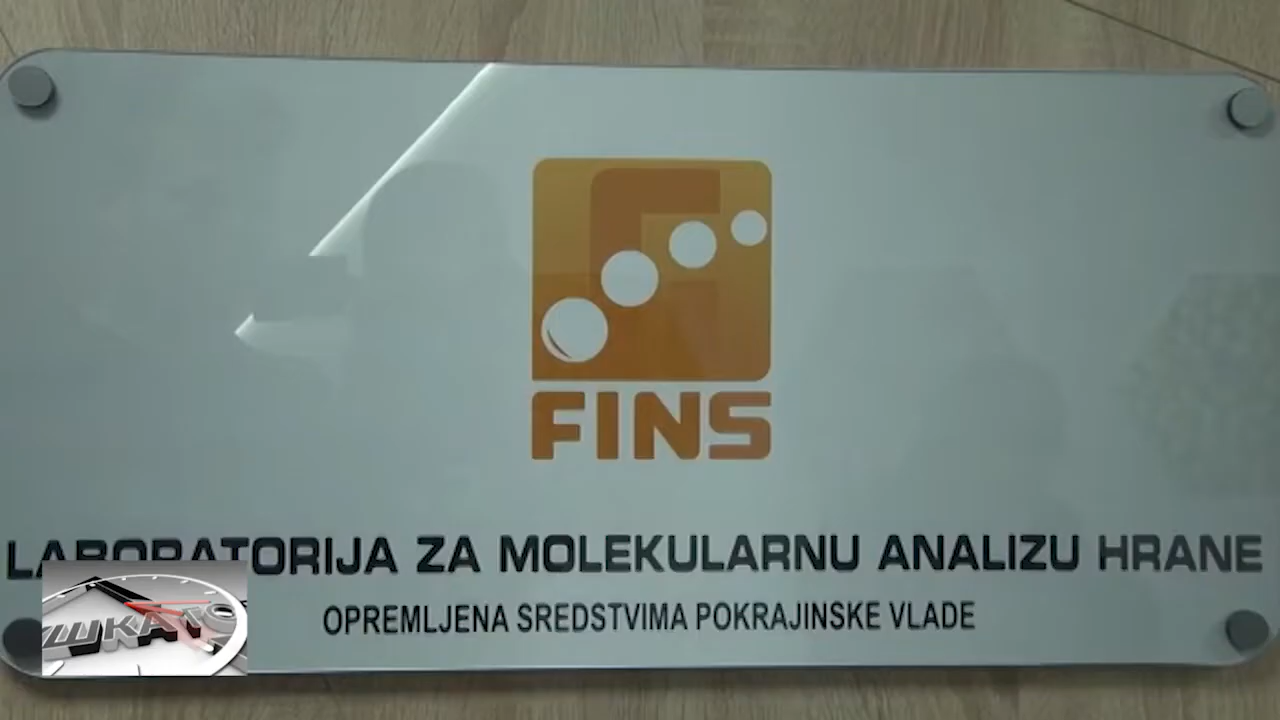 FINS
LABORATORIJA ZA MOLEKULARNU ANALIZU HRANE
OPREMLJENA SREDSTVIMA POKRAJINSKE VLADE